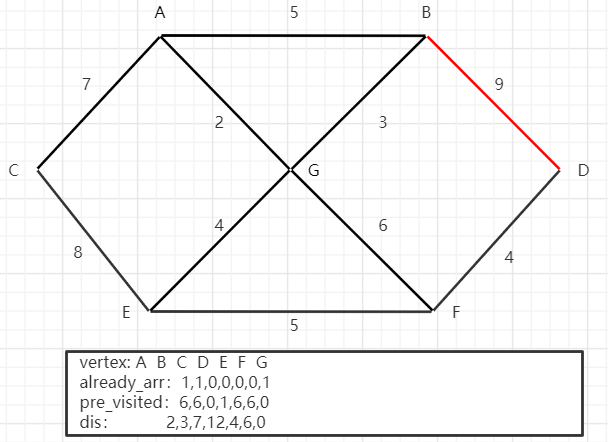 A
5
B
7
9
2
3
C
G
D
4
6
8
4
E
F
5
vertex: A B C D E F G
already_arr: 1,1,0,0,0,0,1
pre_visited: 6,6,0,1,6,6,0
dis: 2,3,7,12,4,6,0